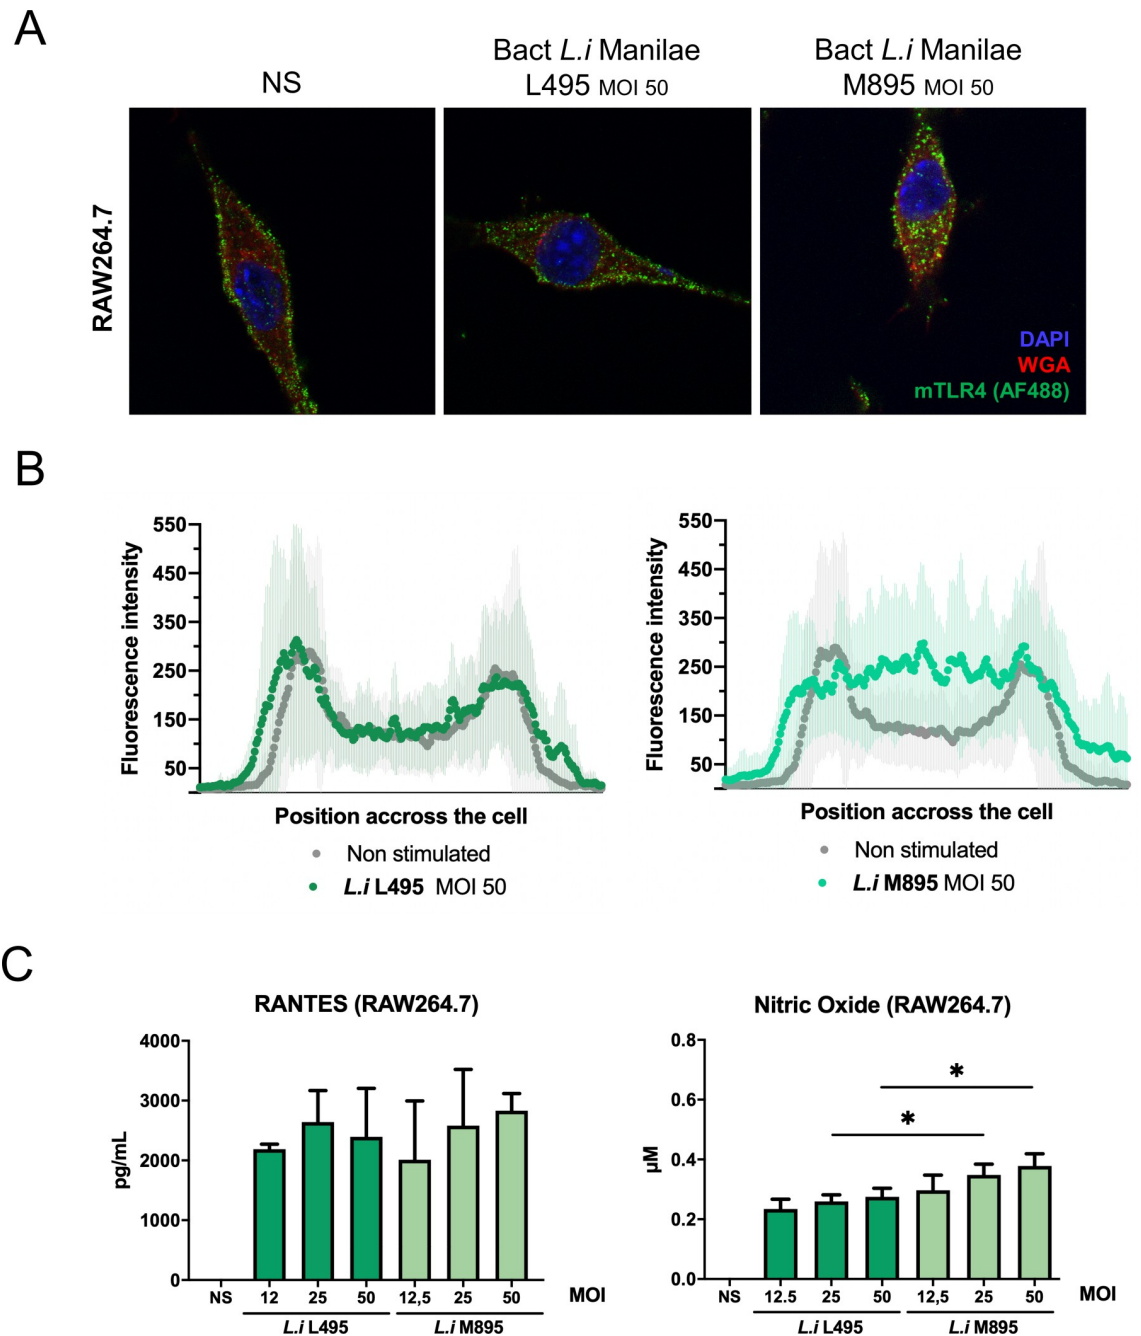 A
NS
Bact L.i Manilae
L495 MOI 50
Bact L.i Manilae
M895 MOI 50
RAW264.7
DAPI
WGA
mTLR4 (AF488)
B
Fluorescence intensity
550
450
350
250
150
50
Position accross the cell
Non stimulated
L.i L495 MOI 50
Fluorescence intensity
550
450
350
250
150
50
Position accross the cell
Non stimulated
L.i M895 MOI 50
C
RANTES (RAW264.7)
pg/mL
4000
3000
2000
1000
0
NS 12 25 50 12,5 25 50 MOI
L.i L495 L.i M895
Nitric Oxide (RAW264.7)
µM
0.8
0.6
0.4
0.2
0.0
*
*
NS 12.5 25 50 12,5 25 50 MOI
L.i L495 L.i M895